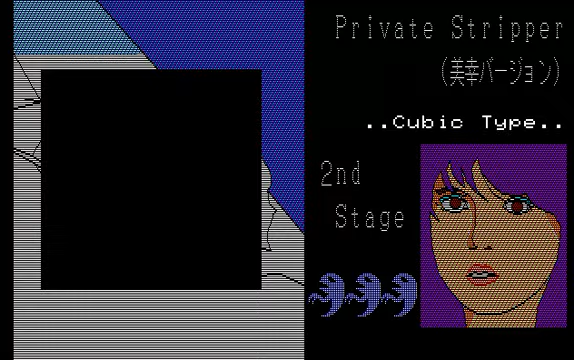 Private Stripper
(美幸バージョン)
..Cubic Type..
2nd
Stage